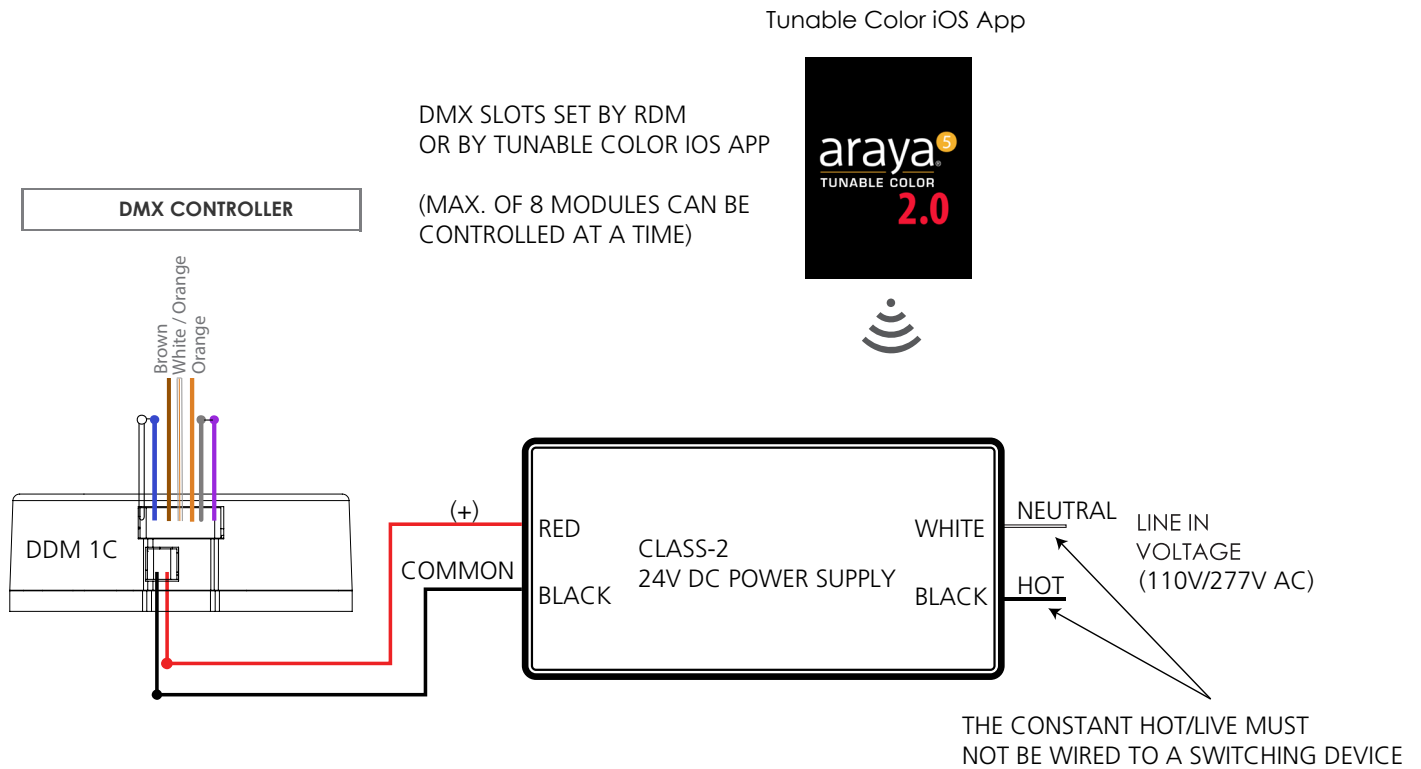 Tunable Color iOS App
DMX SLOTS SET BY RDM
OR BY TUNABLE COLOR IOS APP
(MAX. OF 8 MODULES CAN BE
CONTROLLED AT A TIME)
araya®5
TUNABLE COLOR
2.0
DMX CONTROLLER
Brown
White / Orange
Orange
DDM 1C
(+)
COMMON
RED
BLACK
CLASS-2
24V DC POWER SUPPLY
WHITE
BLACK
NEUTRAL
HOT
LINE IN
VOLTAGE
(110V/277V AC)
THE CONSTANT HOT/LIVE MUST
NOT BE WIRED TO A SWITCHING DEVICE